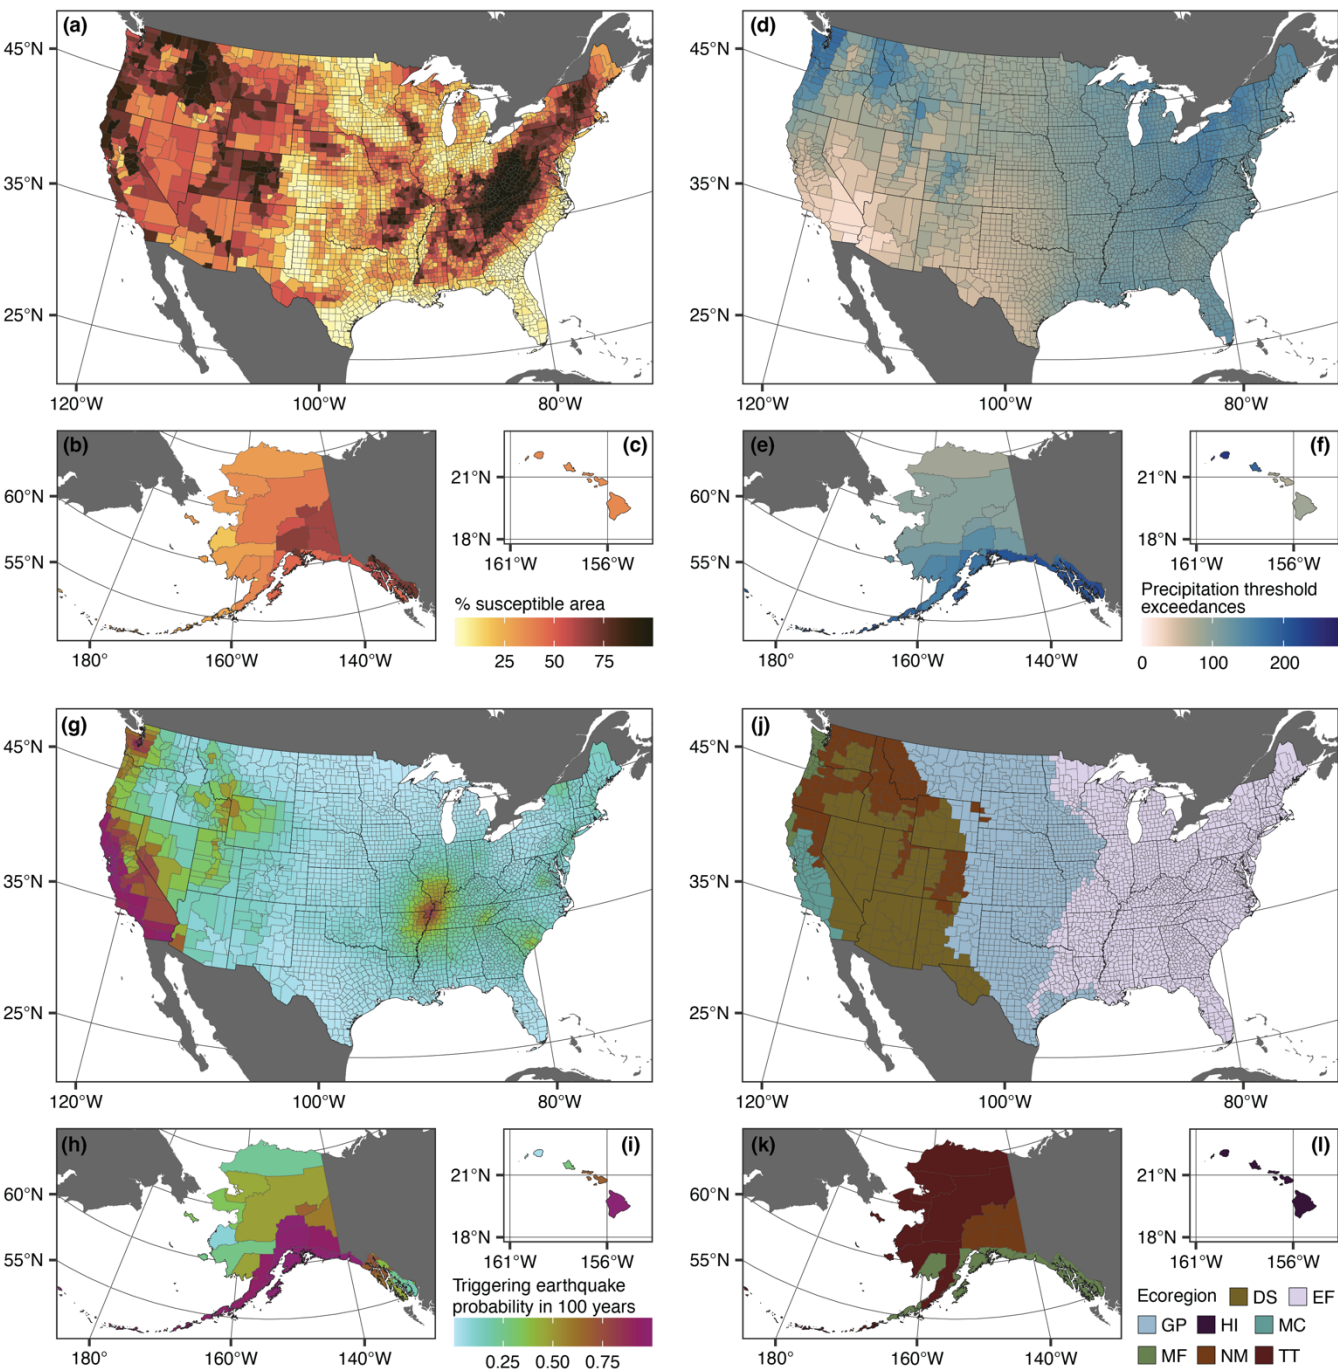 (a)
45°N
35°N
25°N
120°W 100°W 80°W
(d)
45°N
35°N
25°N
120°W 100°W 80°W
(b)
60°N
55°N
180° 160°W 140°W
(c)
21°N
18°N
161°W 156°W
% susceptible area
25 50 75
(e)
60°N
55°N
180° 160°W 140°W
(f)
21°N
18°N
161°W 156°W
Precipitation threshold
exceedances
0 100 200
(g)
45°N
35°N
25°N
120°W 100°W 80°W
(j)
45°N
35°N
25°N
120°W 100°W 80°W
(h)
60°N
55°N
180° 160°W 140°W
(i)
21°N
18°N
161°W 156°W
Triggering earthquake
probability in 100 years
0.25 0.50 0.75
(k)
60°N
55°N
180° 160°W 140°W
(l)
21°N
18°N
161°W 156°W
Ecoregion DS EF
GP HI MC
MF NM TT